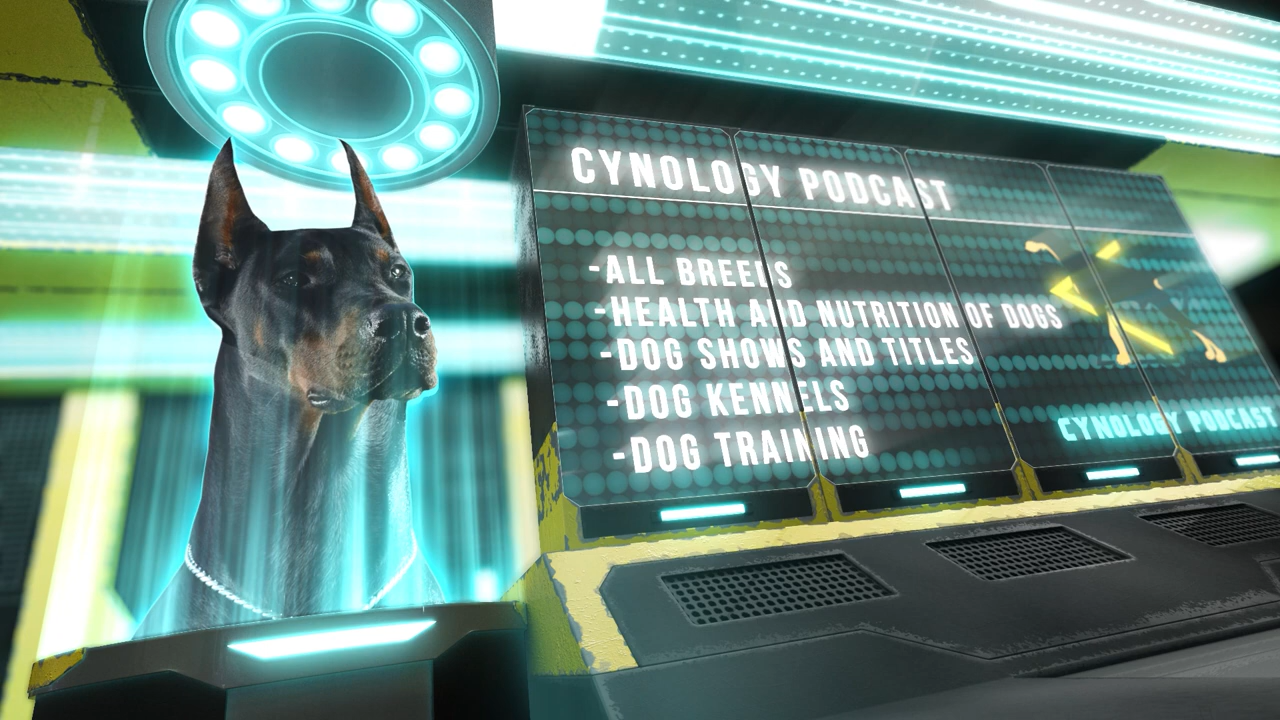 CYNOLOGY PODCAST
-ALL BREEDS
-HEALTH AND NUTRITION OF DOGS
-DOG SHOWS AND TITLES
-DOG KENNELS
-DOG TRAINING
CYNOLOGY PODCAST